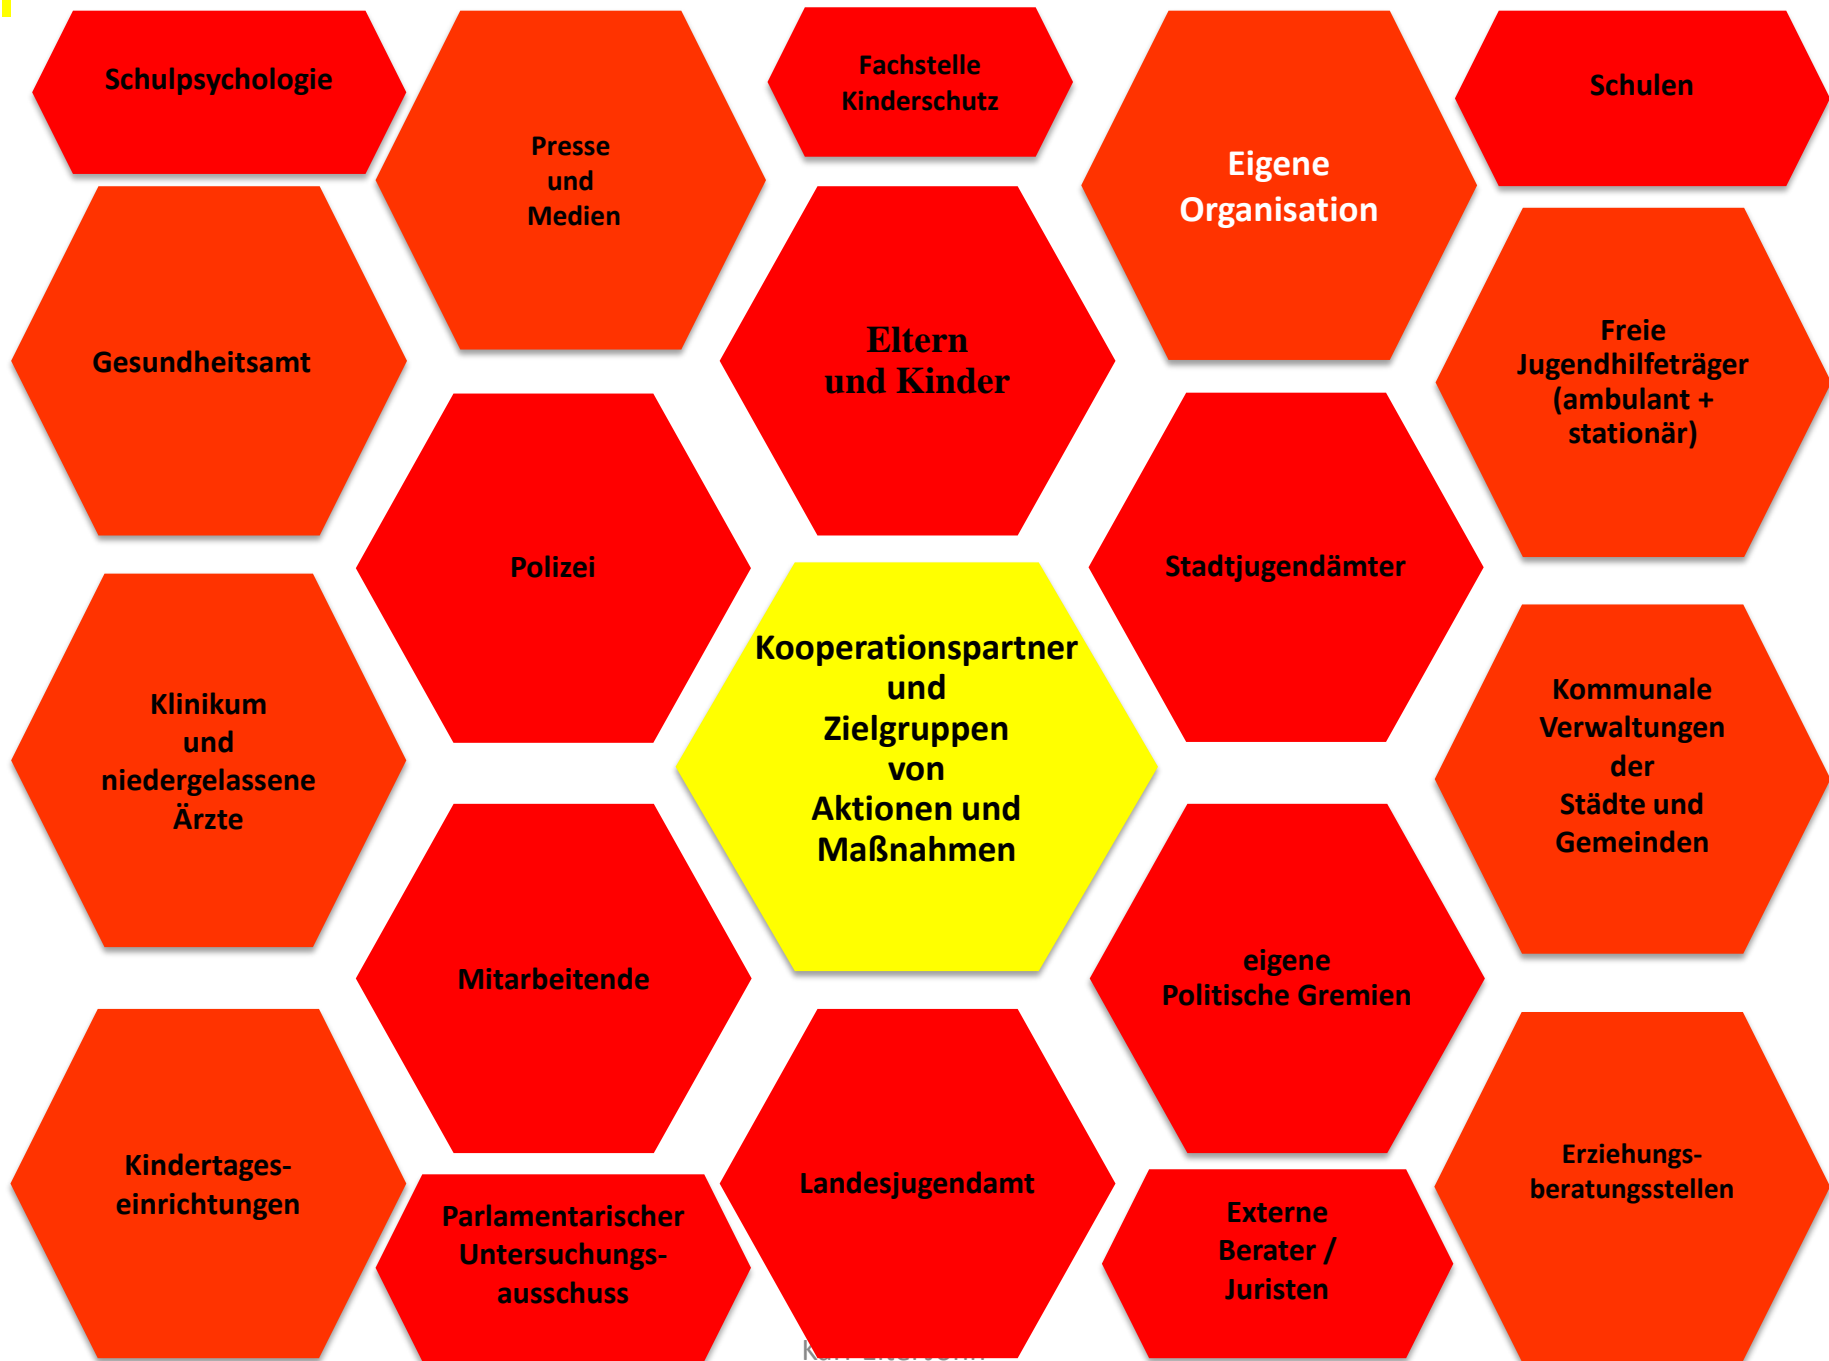 Schulpsychologie
Presse
und
Medien
Fachstelle
Kinderschutz
Eigene
Organisation
Schulen
Gesundheitsamt
Eltern
und Kinder
Freie
Jugendhilfeträger
(ambulant +
stationär)
Polizei
Stadtjugendämter
Klinikum
und
niedergelassene
Ärzte
Kooperationspartner
und
Zielgruppen
von
Aktionen und
Maßnahmen
Kommunale
Verwaltungen
der
Städte und
Gemeinden
Mitarbeitende
eigene
Politische Gremien
Kindertages-
einrichtungen
Parlamentarischer
Untersuchungs-
ausschuss
Landesjugendamt
Externe
Berater /
Juristen
Erziehungs-
beratungsstellen